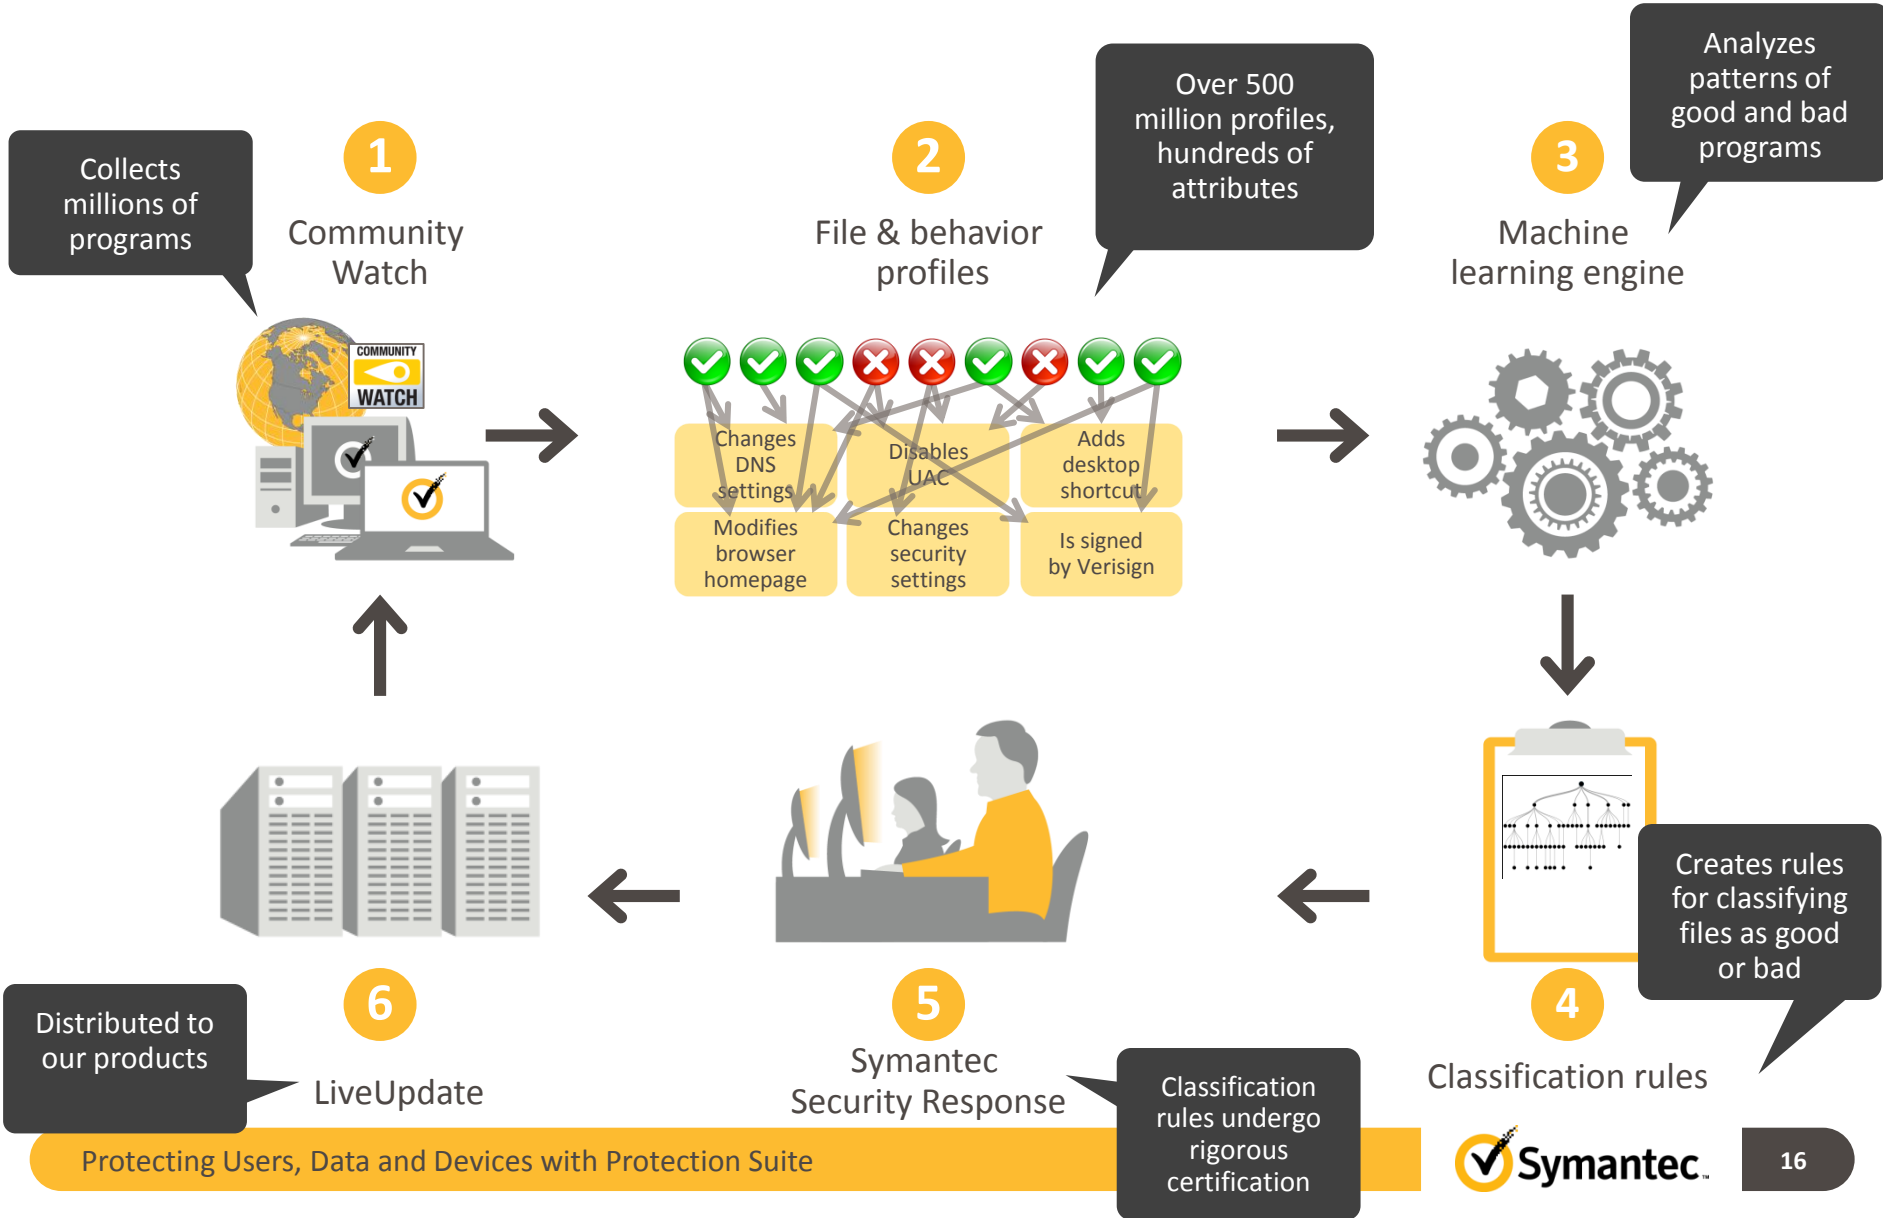 Collects
millions of
programs
1
Community
Watch
COMMUNITY
WATCH
2
File & behavior
profiles
Over 500
million profiles,
hundreds of
attributes
Changes
DNS
settings
Disables
UAC
Adds
desktop
shortcut
Modifies
browser
homepage
Changes
security
settings
Is signed
by Verisign
3
Machine
learning engine
Analyzes
patterns of
good and bad
programs
4
Classification rules
Creates rules
for classifying
files as good
or bad
5
Symantec
Security Response
Classification
rules undergo
rigorous
certification
6
LiveUpdate
Distributed to
our products
Protecting Users, Data and Devices with Protection Suite
Symantec™
16